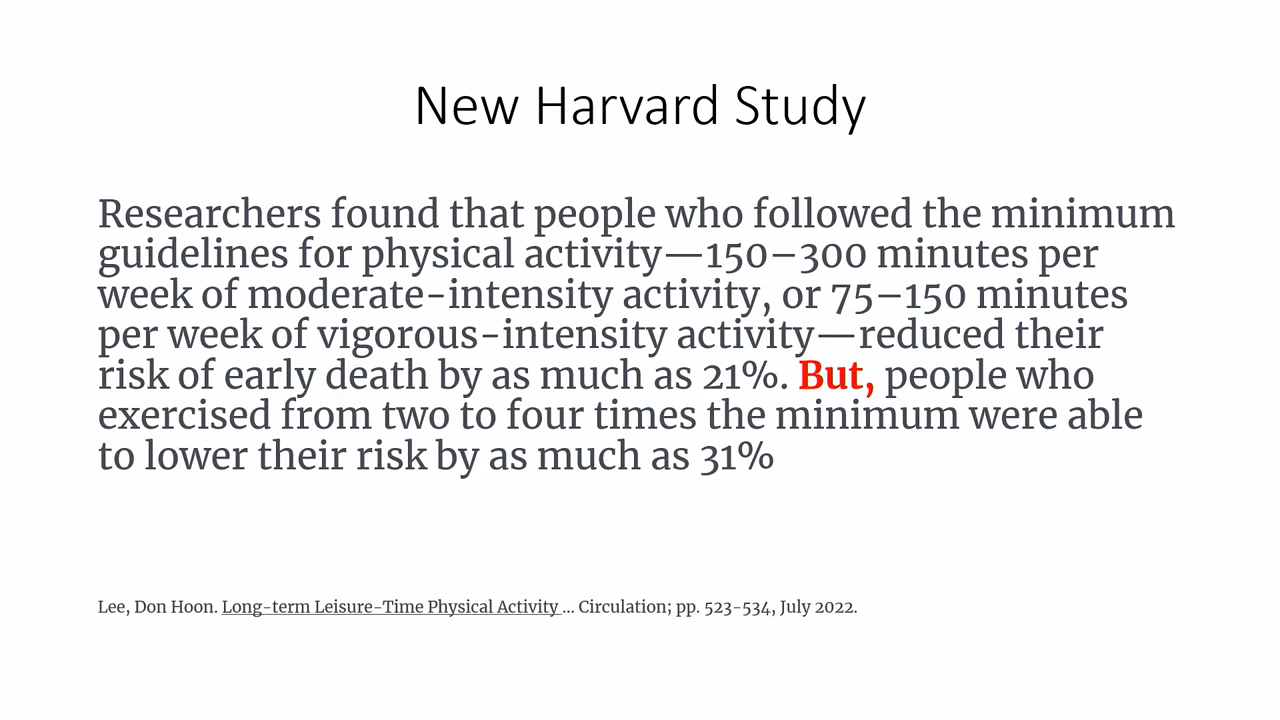 New Harvard Study
Researchers found that people who followed the minimum
guidelines for physical activity—150–300 minutes per
week of moderate-intensity activity, or 75–150 minutes
per week of vigorous-intensity activity—reduced their
risk of early death by as much as 21%. But, people who
exercised from two to four times the minimum were able
to lower their risk by as much as 31%
Lee, Don Hoon. Long-term Leisure-Time Physical Activity ... Circulation; pp. 523-534, July 2022.